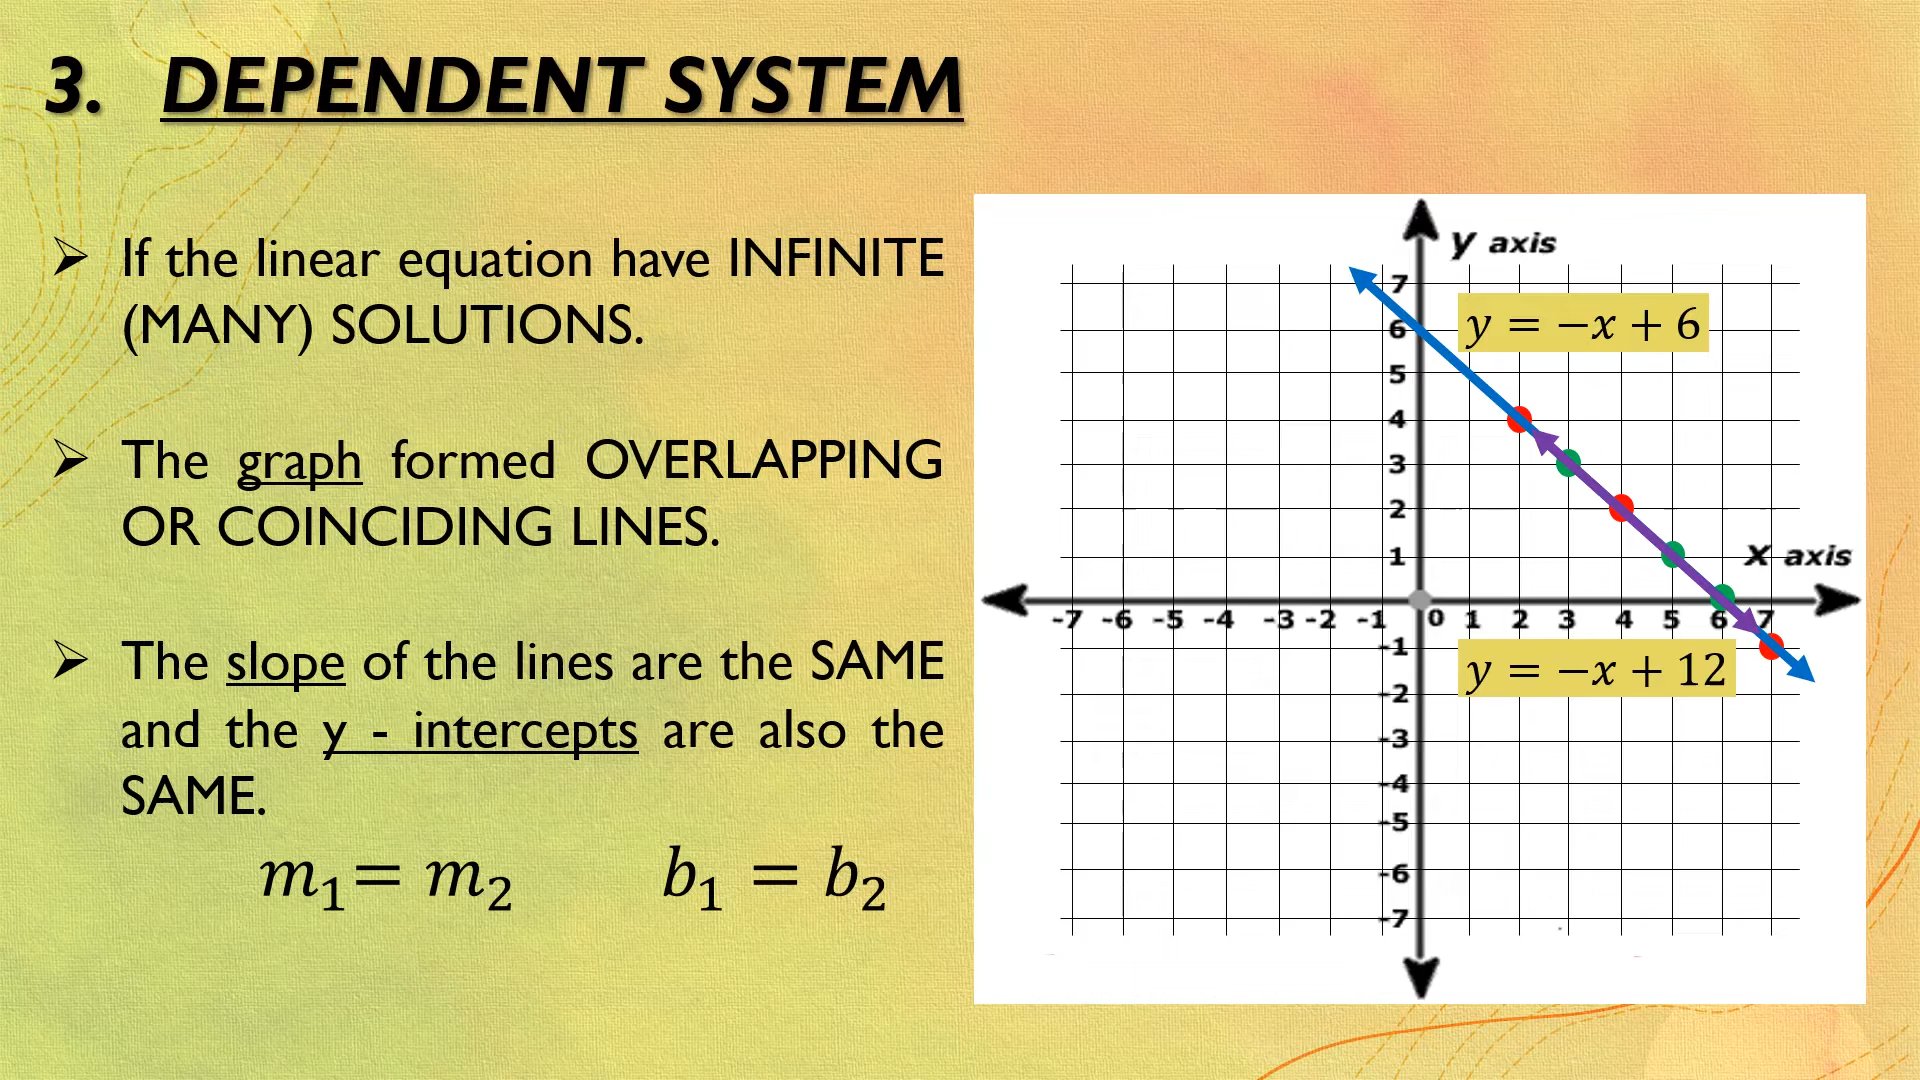 3. DEPENDENT SYSTEM
➢ If the linear equation have INFINITE
(MANY) SOLUTIONS.
➢ The graph formed OVERLAPPING
OR COINCIDING LINES.
➢ The slope of the lines are the SAME
and the y - intercepts are also the
SAME.
m₁= m₂ b₁ = b₂
y axis
7
y = −x + 6
6
5
4
3
2
1
x axis
-7 -6 -5 -4 -3 -2 -1 0 1 2 3 4 5 6 7
-1
y = −x + 12
-2
-3
-4
-5
-6
-7